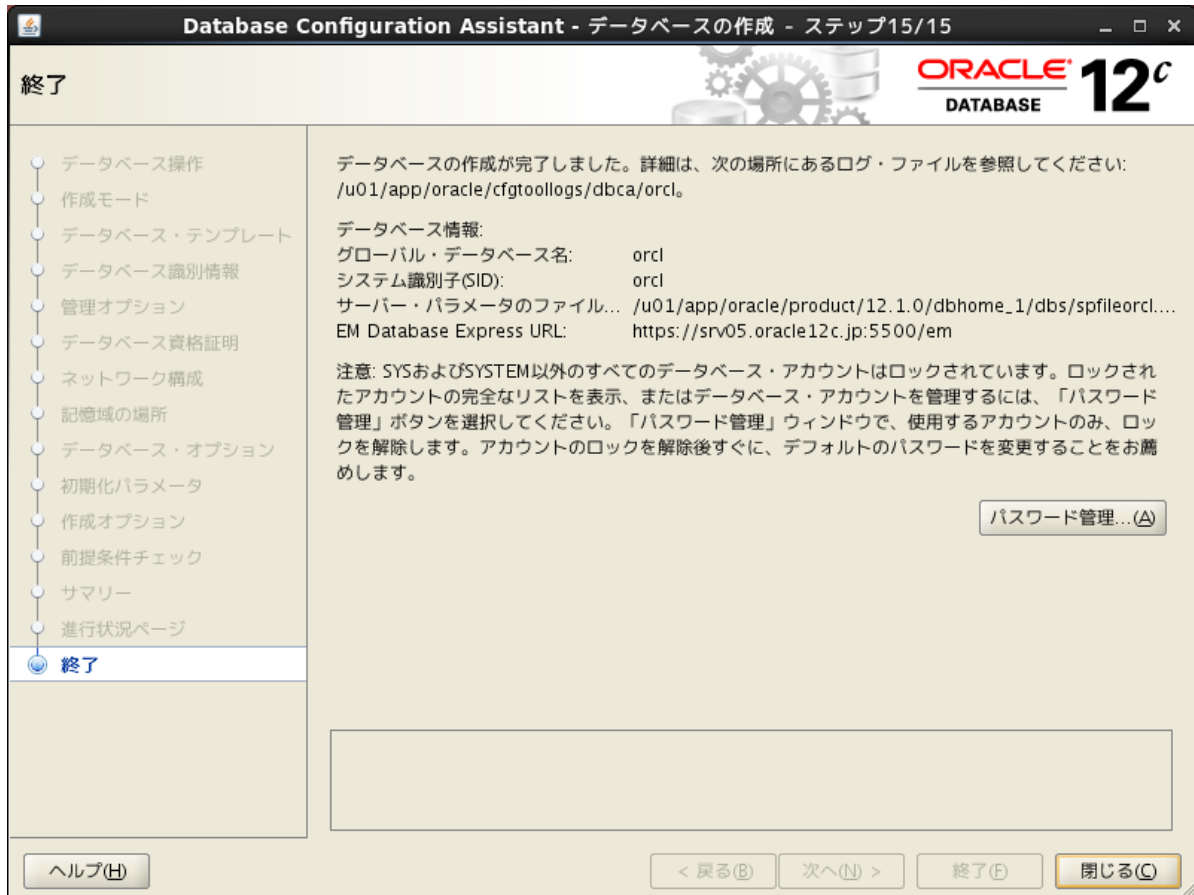 Database Configuration Assistant - データベースの作成 - ステップ15/15
終了
ORACLE
DATABASE
12c
データベース操作
作成モード
データベース・テンプレート
データベース識別情報
管理オプション
データベース資格証明
ネットワーク構成
記憶域の場所
データベース・オプション
初期化パラメータ
作成オプション
前提条件チェック
サマリー
進行状況ページ
終了
データベースの作成が完了しました。詳細は、次の場所にあるログ・ファイルを参照してください:
/u01/app/oracle/cfgtoollogs/dbca/orcl。
データベース情報:
グローバル・データベース名: orcl
システム識別子(SID): orcl
サーバー・パラメータのファイル... /u01/app/oracle/product/12.1.0/dbhome_1/dbs/spfileorcl....
EM Database Express URL: https://srv05.oracle12c.jp:5500/em
注意: SYSおよびSYSTEM以外のすべてのデータベース・アカウントはロックされています。ロックされ
たアカウントの完全なリストを表示、またはデータベース・アカウントを管理するには、「パスワード
管理」ボタンを選択してください。「パスワード管理」ウィンドウで、使用するアカウントのみ、ロッ
クを解除します。アカウントのロックを解除後すぐに、デフォルトのパスワードを変更することをお薦
めします。
パスワード管理...(A)
ヘルプ(H)
< 戻る(B)
次へ(N) >
終了(F)
閉じる(C)